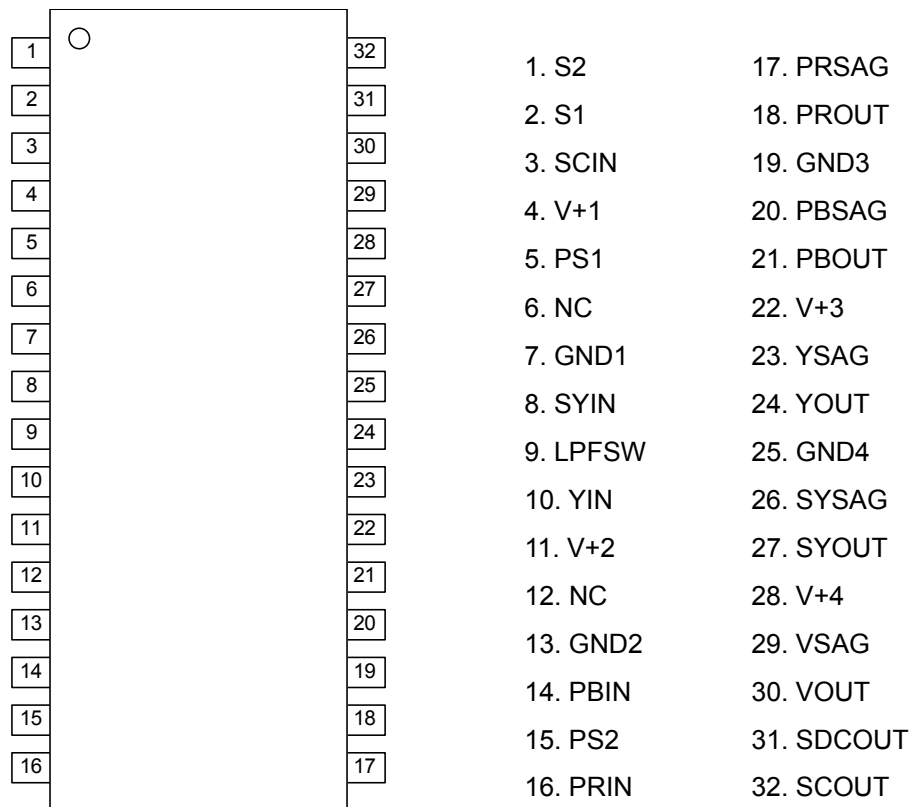 1 32
2 31
3 30
4 29
5 28
6 27
7 26
8 25
9 24
10 23
11 22
12 21
13 20
14 19
15 18
16 17
1. S2 17. PRSAG
2. S1 18. PROUT
3. SCIN 19. GND3
4. V+1 20. PBSAG
5. PS1 21. PBOUT
6. NC 22. V+3
7. GND1 23. YSAG
8. SYIN 24. YOUT
9. LPFSW 25. GND4
10. YIN 26. SYSAG
11. V+2 27. SYOUT
12. NC 28. V+4
13. GND2 29. VSAG
14. PBIN 30. VOUT
15. PS2 31. SDCOUT
16. PRIN 32. SCOUT